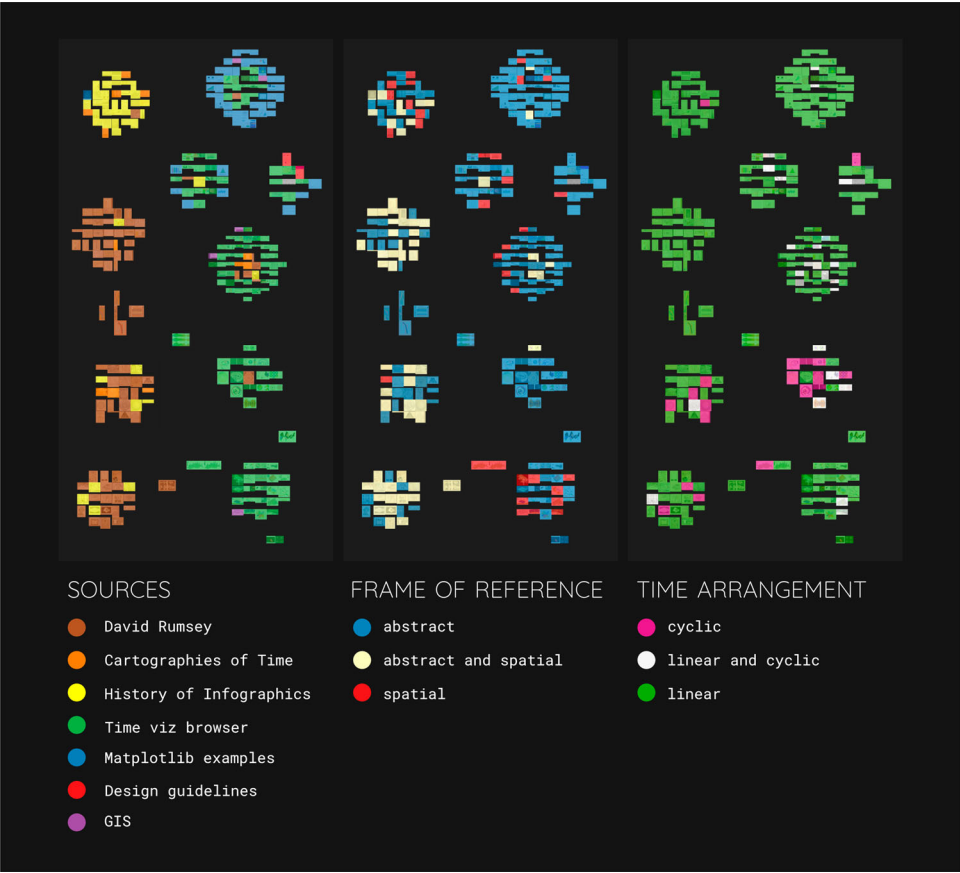 SOURCES
David Rumsey
Cartographies of Time
History of Infographics
Time viz browser
Matplotlib examples
Design guidelines
GIS
FRAME OF REFERENCE
abstract
abstract and spatial
spatial
TIME ARRANGEMENT
cyclic
linear and cyclic
linear